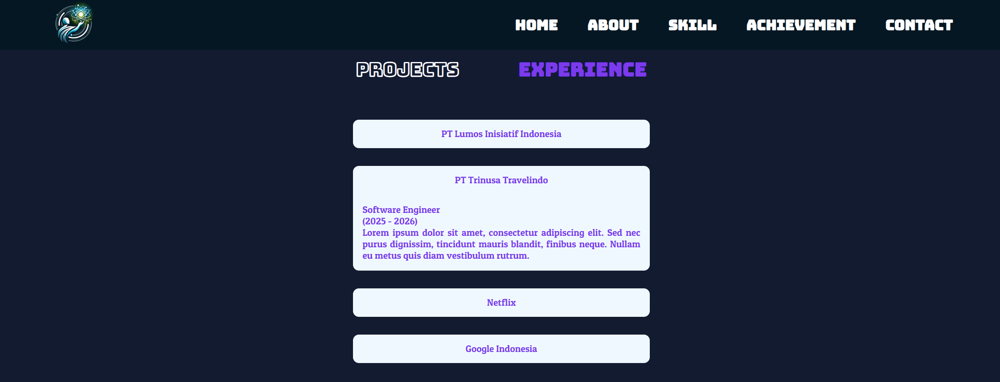 HOME ABOUT SKILL ACHIEVEMENT CONTACT
PROJECTS EXPERIENCE
PT Lumos Inisiatif Indonesia
PT Trinusa Travelindo
Software Engineer
(2025 - 2026)
Lorem ipsum dolor sit amet, consectetur adipiscing elit. Sed nec
purus dignissim, tincidunt mauris blandit, finibus neque. Nullam
eu metus quis diam vestibulum rutrum.
Netflix
Google Indonesia